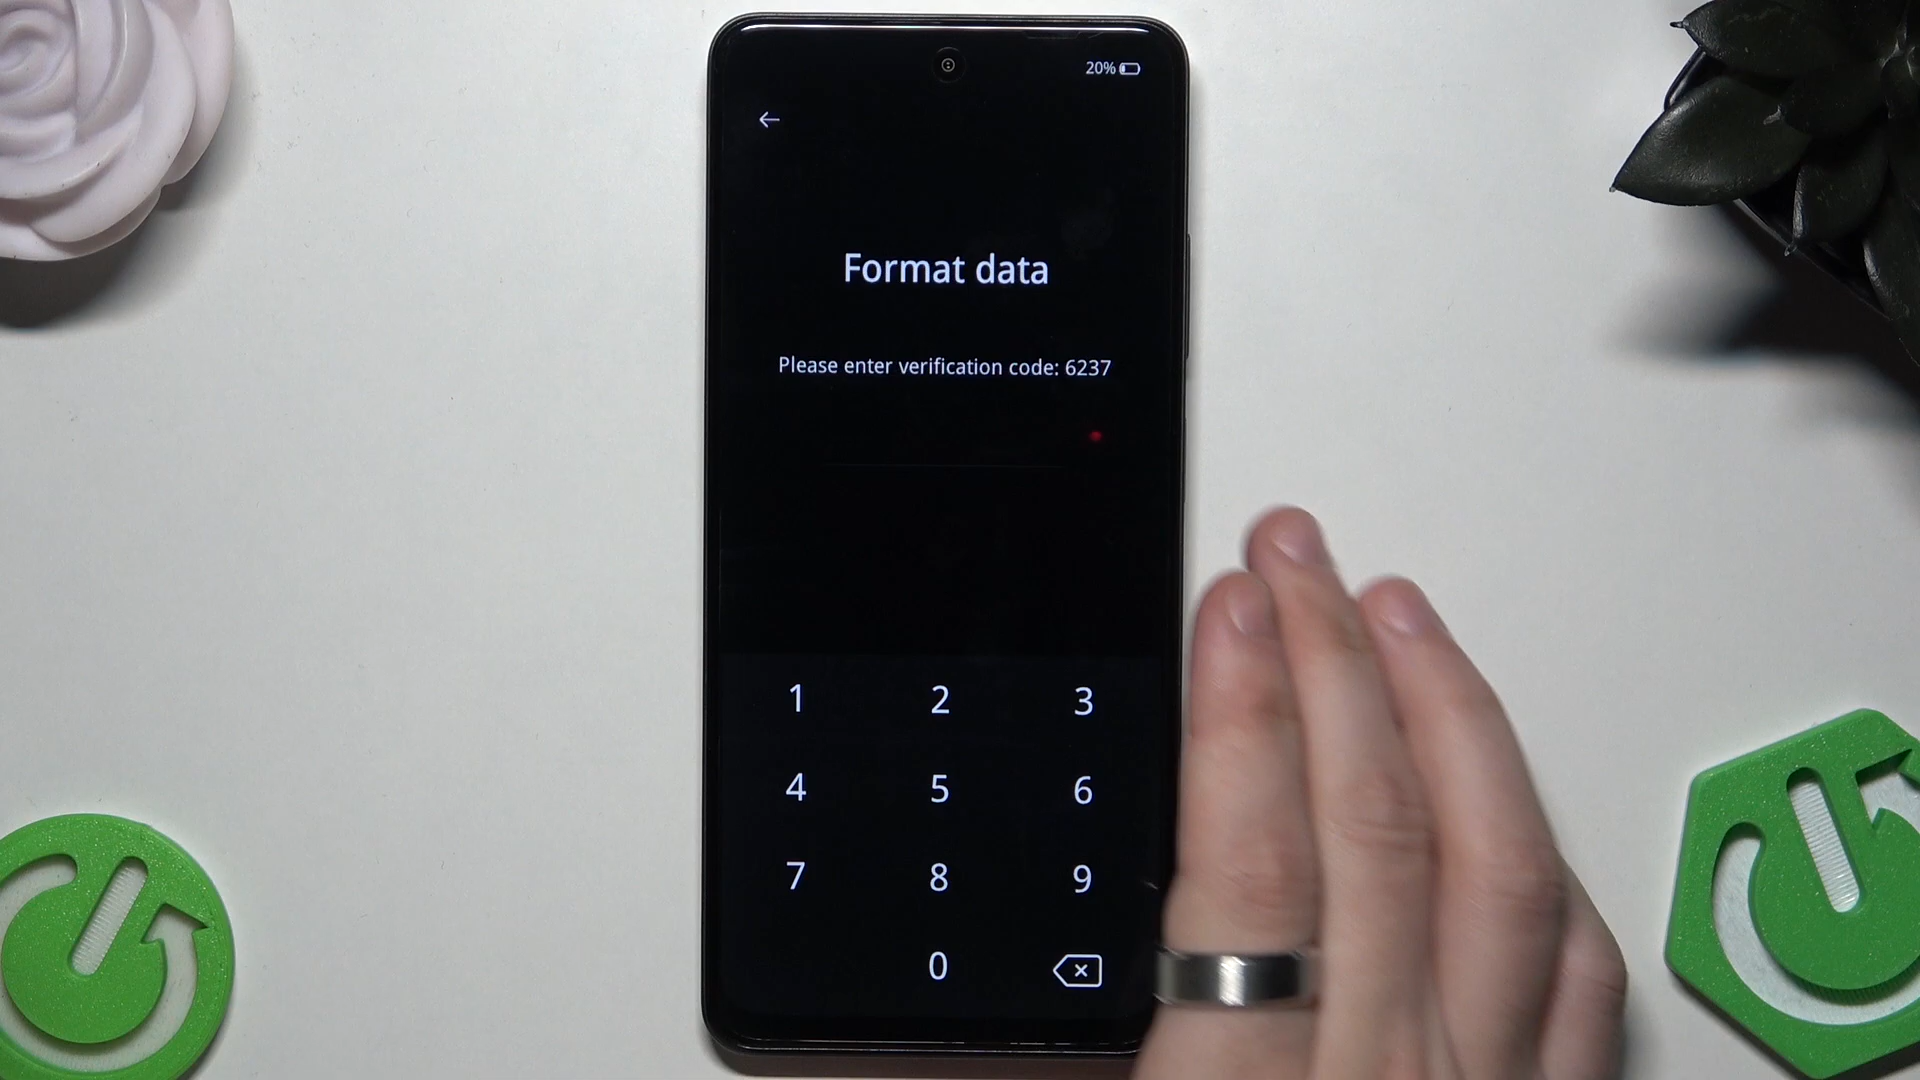 20%
Format data
Please enter verification code: 6237
1 2 3
4 5 6
7 8 9
0